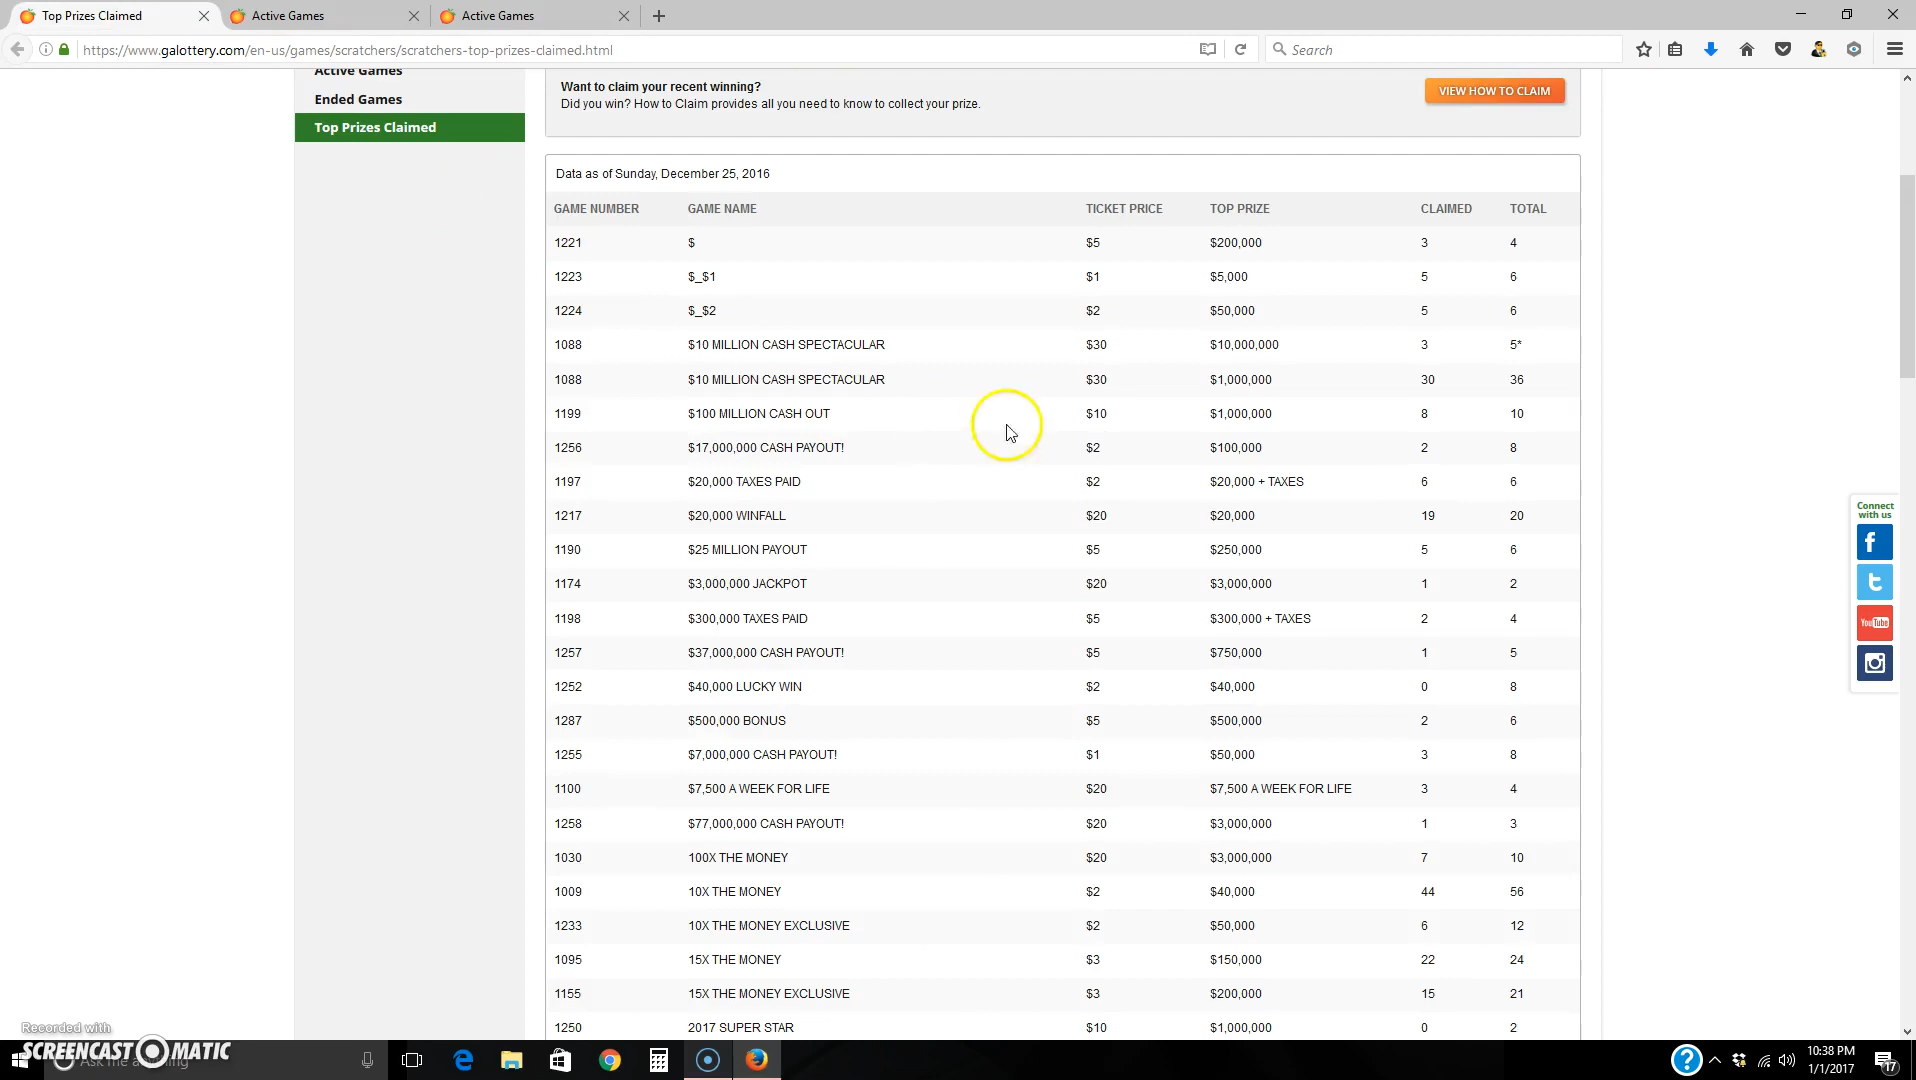 Top Prizes Claimed
Active Games
Active Games
https://www.galottery.com/en-us/games/scratchers/scratchers-top-prizes-claimed.html
Search
Active Games
Ended Games
Top Prizes Claimed
Want to claim your recent winning?
Did you win? How to Claim provides all you need to know to collect your prize.
VIEW HOW TO CLAIM
Data as of Sunday, December 25, 2016
GAME NUMBER GAME NAME TICKET PRICE TOP PRIZE CLAIMED TOTAL
1221 $ $5 $200,000 3 4
1223 $_$1 $1 $5,000 5 6
1224 $_$2 $2 $50,000 5 6
1088 $10 MILLION CASH SPECTACULAR $30 $10,000,000 3 5*
1088 $10 MILLION CASH SPECTACULAR $30 $1,000,000 30 36
1199 $100 MILLION CASH OUT $10 $1,000,000 8 10
1256 $17,000,000 CASH PAYOUT! $2 $100,000 2 8
1197 $20,000 TAXES PAID $2 $20,000 + TAXES 6 6
1217 $20,000 WINFALL $20 $20,000 19 20
1190 $25 MILLION PAYOUT $5 $250,000 5 6
1174 $3,000,000 JACKPOT $20 $3,000,000 1 2
1198 $300,000 TAXES PAID $5 $300,000 + TAXES 2 4
1257 $37,000,000 CASH PAYOUT! $5 $750,000 1 5
1252 $40,000 LUCKY WIN $2 $40,000 0 8
1287 $500,000 BONUS $5 $500,000 2 6
1255 $7,000,000 CASH PAYOUT! $1 $50,000 3 8
1100 $7,500 A WEEK FOR LIFE $20 $7,500 A WEEK FOR LIFE 3 4
1258 $77,000,000 CASH PAYOUT! $20 $3,000,000 1 3
1030 100X THE MONEY $20 $3,000,000 7 10
1009 10X THE MONEY $2 $40,000 44 56
1233 10X THE MONEY EXCLUSIVE $2 $50,000 6 12
1095 15X THE MONEY $3 $150,000 22 24
1155 15X THE MONEY EXCLUSIVE $3 $200,000 15 21
1250 2017 SUPER STAR $10 $1,000,000 0 2
Connect
with us
You Tube
Recorded with
SCREENCAST MATIC
Ask me anything
10:38 PM
1/1/2017
17